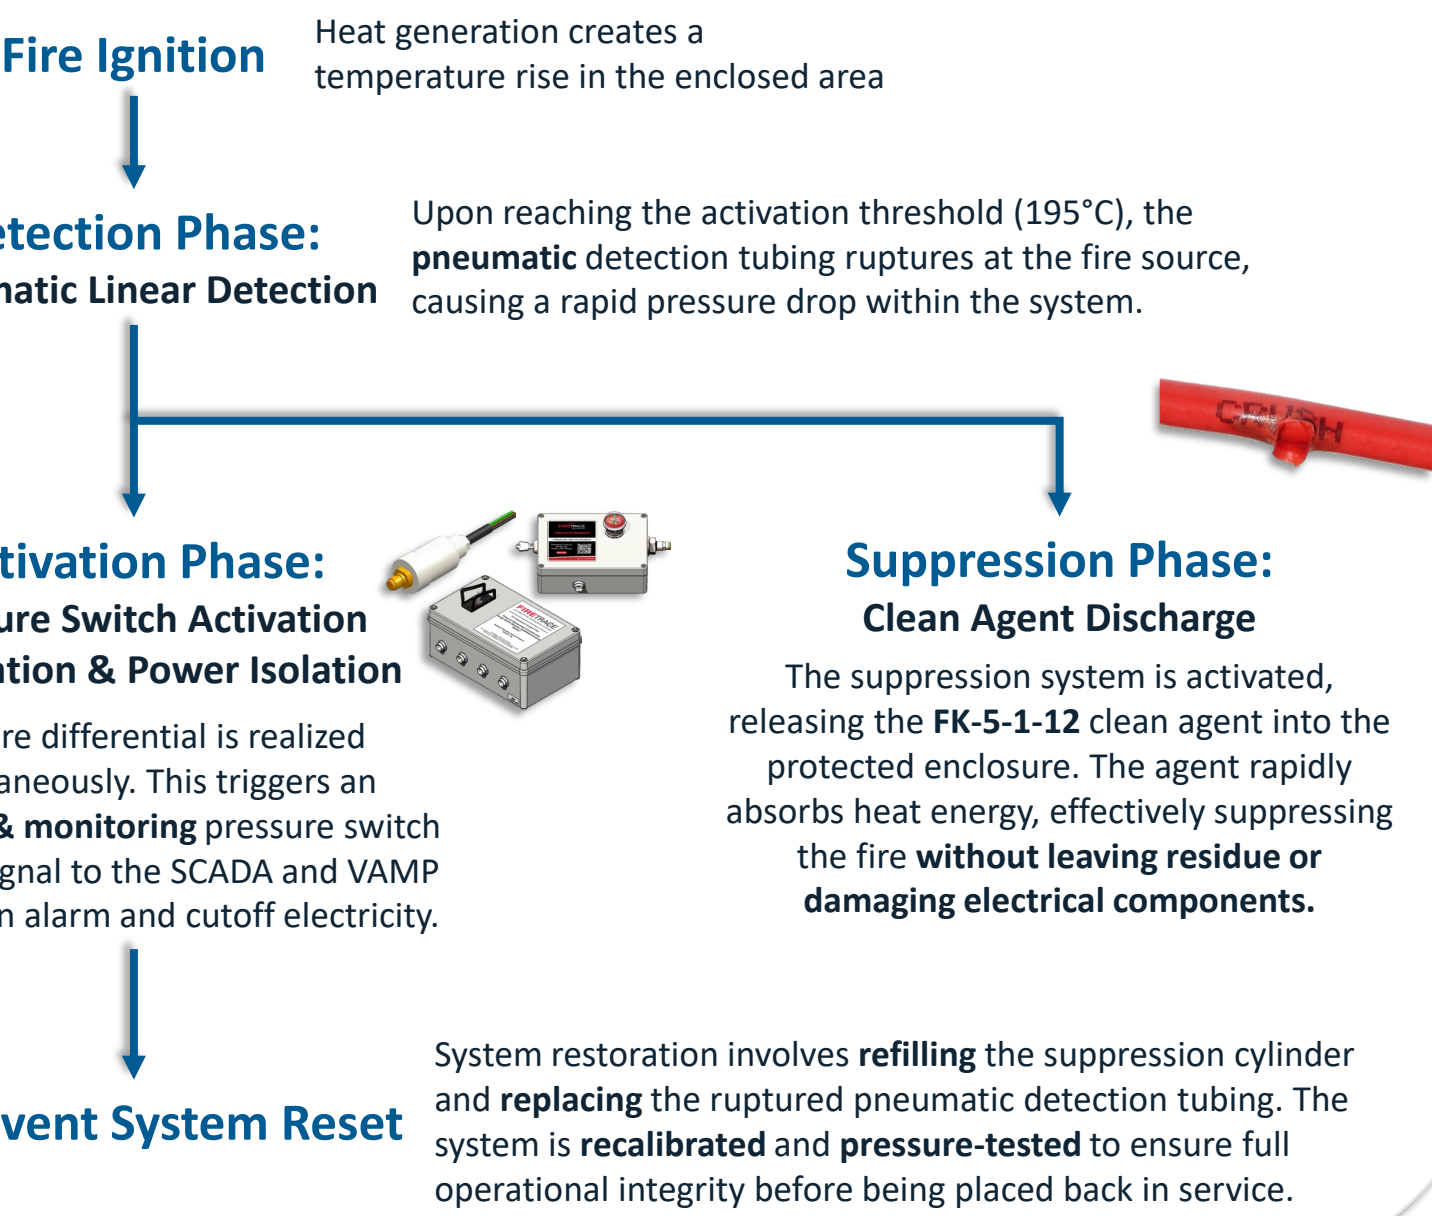 Fire Ignition
Heat generation creates a
temperature rise in the enclosed area
etection Phase:
natic Linear Detection
Upon reaching the activation threshold (195°C), the
pneumatic detection tubing ruptures at the fire source,
causing a rapid pressure drop within the system.
CRUSH
tivation Phase:
ure Switch Activation
ation & Power Isolation
re differential is realized
aneously. This triggers an
& monitoring pressure switch
gnal to the SCADA and VAMP
n alarm and cutoff electricity.
FIRETRACE
FIRETRACE
Suppression Phase:
Clean Agent Discharge
The suppression system is activated,
releasing the FK-5-1-12 clean agent into the
protected enclosure. The agent rapidly
absorbs heat energy, effectively suppressing
the fire without leaving residue or
damaging electrical components.
vent System Reset
System restoration involves refilling the suppression cylinder
and replacing the ruptured pneumatic detection tubing. The
system is recalibrated and pressure-tested to ensure full
operational integrity before being placed back in service.